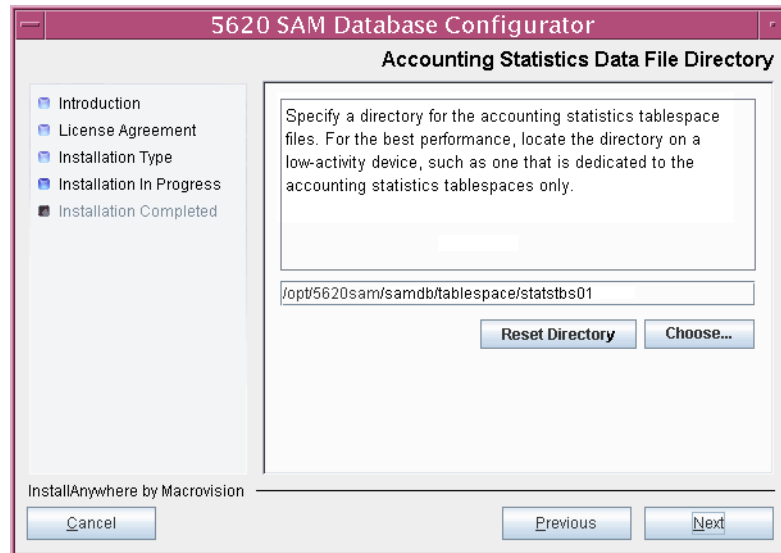 5620 SAM Database Configurator
Accounting Statistics Data File Directory
Introduction
License Agreement
Installation Type
Installation In Progress
Installation Completed
Specify a directory for the accounting statistics tablespace
files. For the best performance, locate the directory on a
low-activity device, such as one that is dedicated to the
accounting statistics tablespaces only.
/opt/5620sam/samdb/tablespace/statstbs01
Reset Directory
Choose...
InstallAnywhere by Macrovision
Cancel
Previous
Next